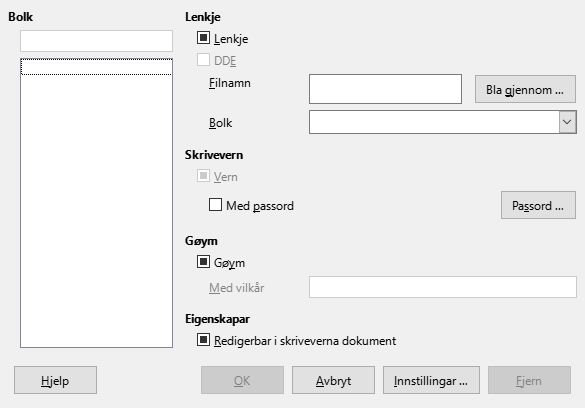 Bolk
Lenkje
Lenkje
DDE
Filnamn
Bla gjennom ...
Bolk
Skrivevern
Vern
Med passord
Passord ...
Gøym
Gøym
Med vilkår
Eigenskapar
Redigerbar i skriveverna dokument
Hjelp
OK
Avbryt
Innstillingar ...
Fjern